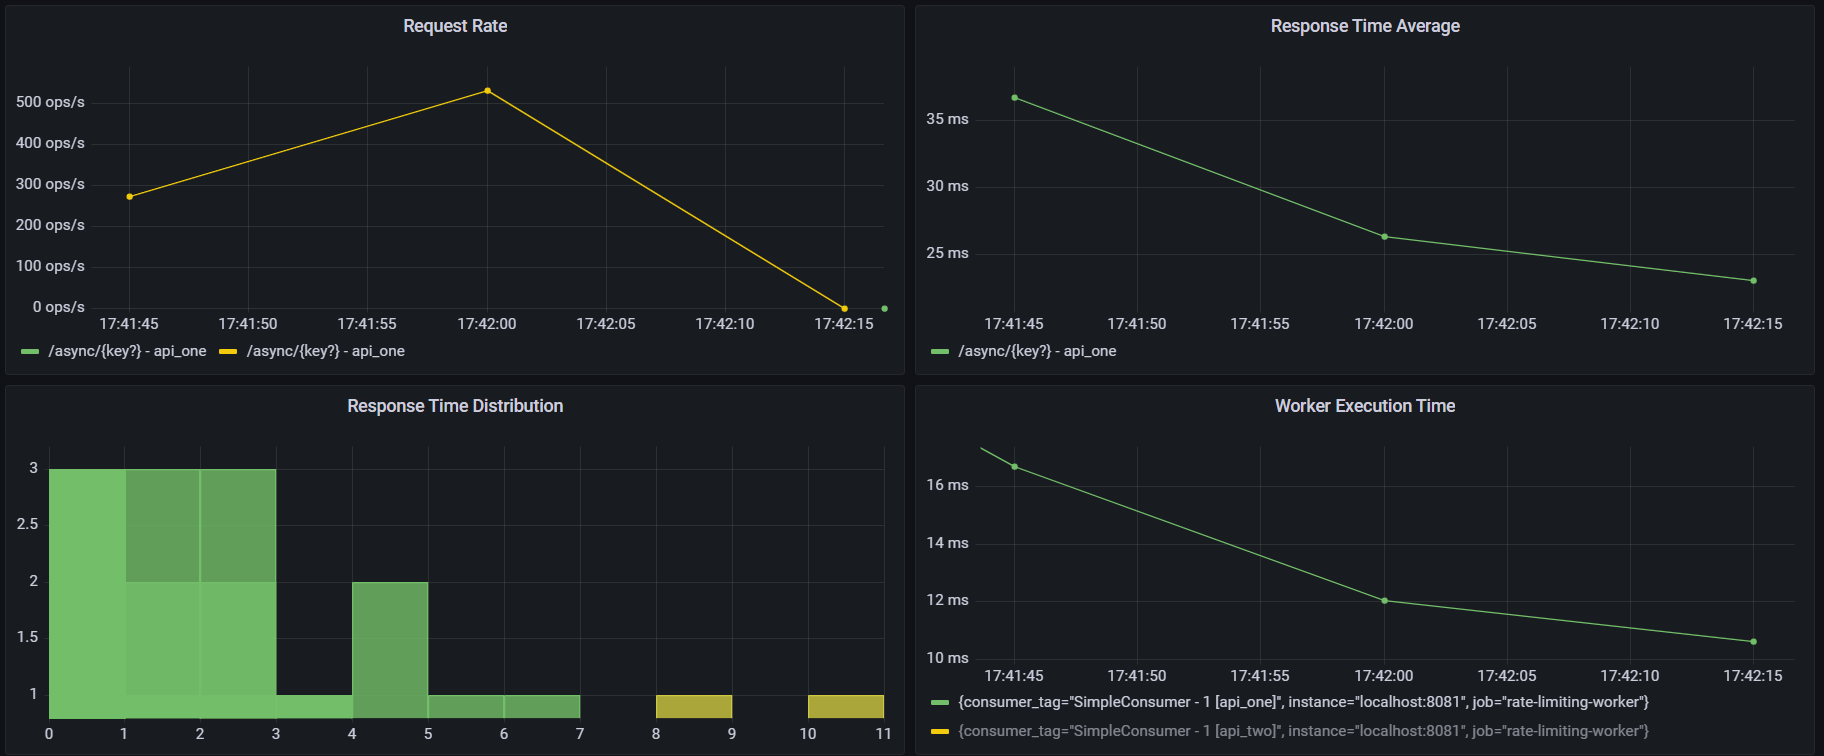 Request Rate
500 ops/s
400 ops/s
300 ops/s
200 ops/s
100 ops/s
0 ops/s
17:41:45 17:41:50 17:41:55 17:42:00 17:42:05 17:42:10 17:42:15
/async/{key?} - api_one /async/{key?} - api_one
Response Time Average
35 ms
30 ms
25 ms
17:41:45 17:41:50 17:41:55 17:42:00 17:42:05 17:42:10 17:42:15
/async/{key?} - api_one
Response Time Distribution
3
2.5
2
1.5
1
0 1 2 3 4 5 6 7 8 9 10 11
Worker Execution Time
16 ms
14 ms
12 ms
10 ms
17:41:45 17:41:50 17:41:55 17:42:00 17:42:05 17:42:10 17:42:15
{consumer_tag="SimpleConsumer - 1 [api_one]", instance="localhost:8081", job="rate-limiting-worker"}
{consumer_tag="SimpleConsumer - 1 [api_two]", instance="localhost:8081", job="rate-limiting-worker"}